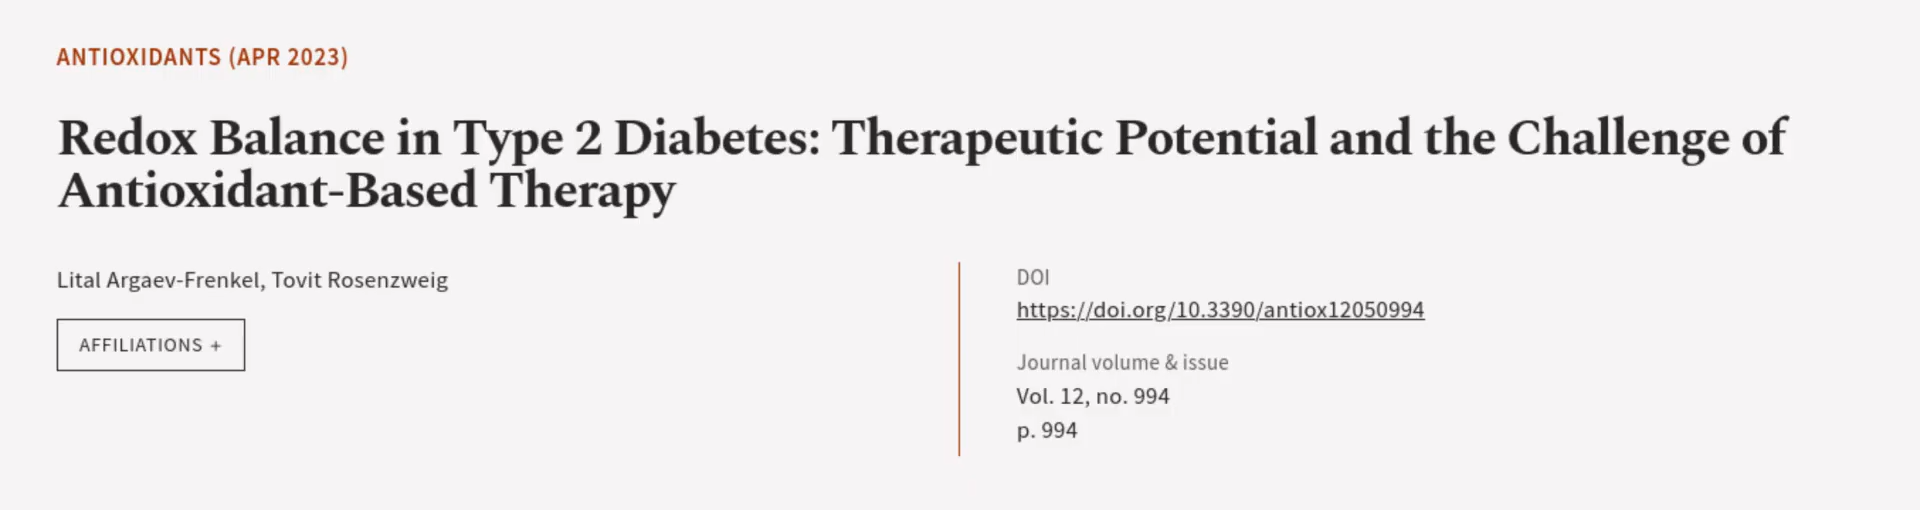 ANTIOXIDANTS (APR 2023)
Redox Balance in Type 2 Diabetes: Therapeutic Potential and the Challenge of
Antioxidant-Based Therapy
Lital Argaev-Frenkel, Tovit Rosenzweig
AFFILIATIONS +
DOI
https://doi.org/10.3390/antiox12050994
Journal volume & issue
Vol. 12, no. 994
p. 994